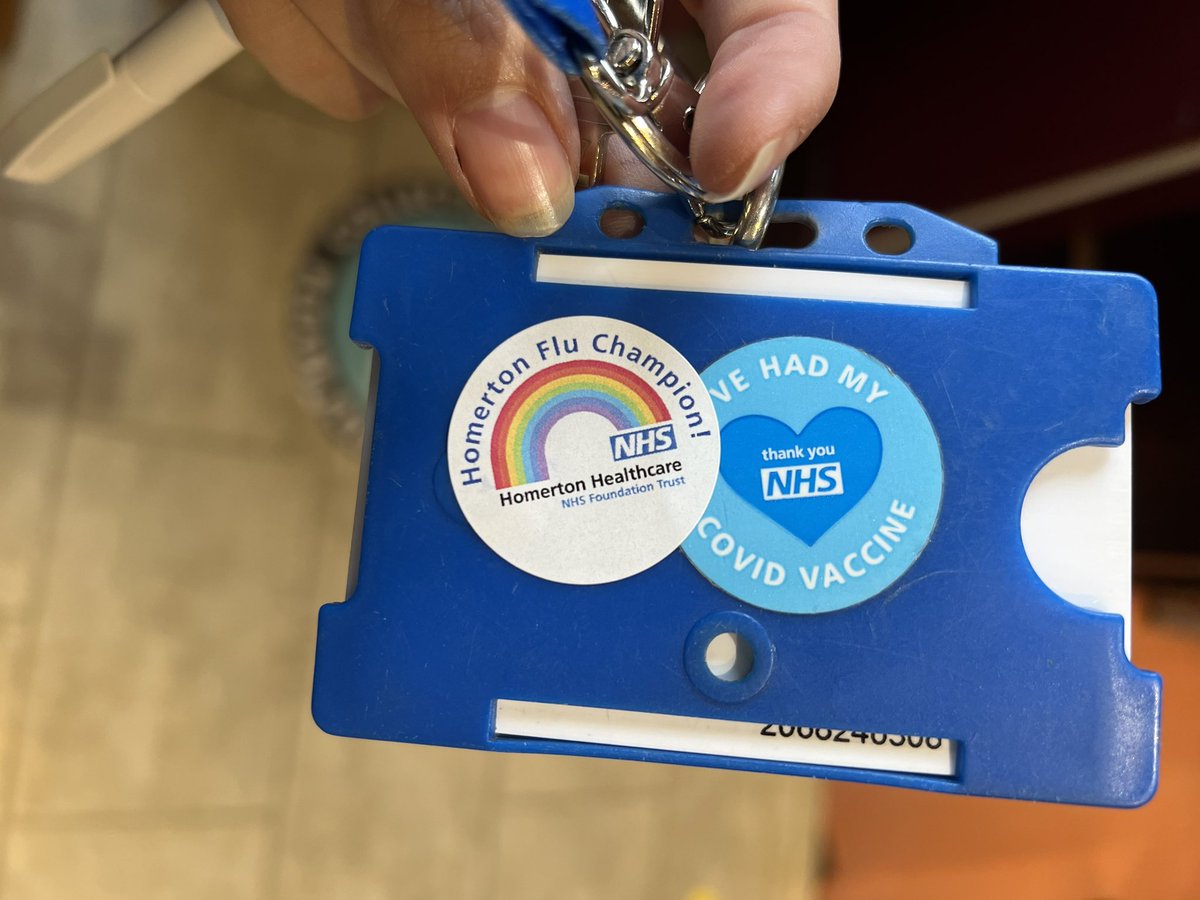 Homerton Flu Champion!
NHS
Homerton Healthcare
NHS Foundation Trust
VE HAD MY
thank you
NHS
COVID VACCINE